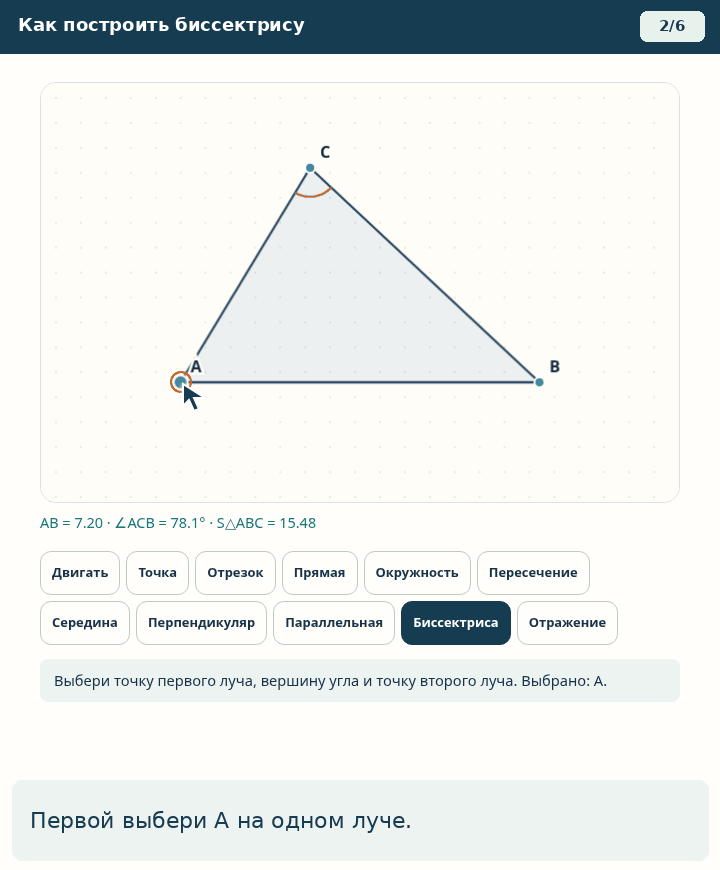 Как построить биссектрису
2/6
C
A
B
AB = 7.20 · ∠ACB = 78.1° · S△ABC = 15.48
Двигать Точка Отрезок Прямая Окружность Пересечение
Середина Перпендикуляр Параллельная Биссектриса Отражение
Выбери точку первого луча, вершину угла и точку второго луча. Выбрано: A.
Первой выбери A на одном луче.